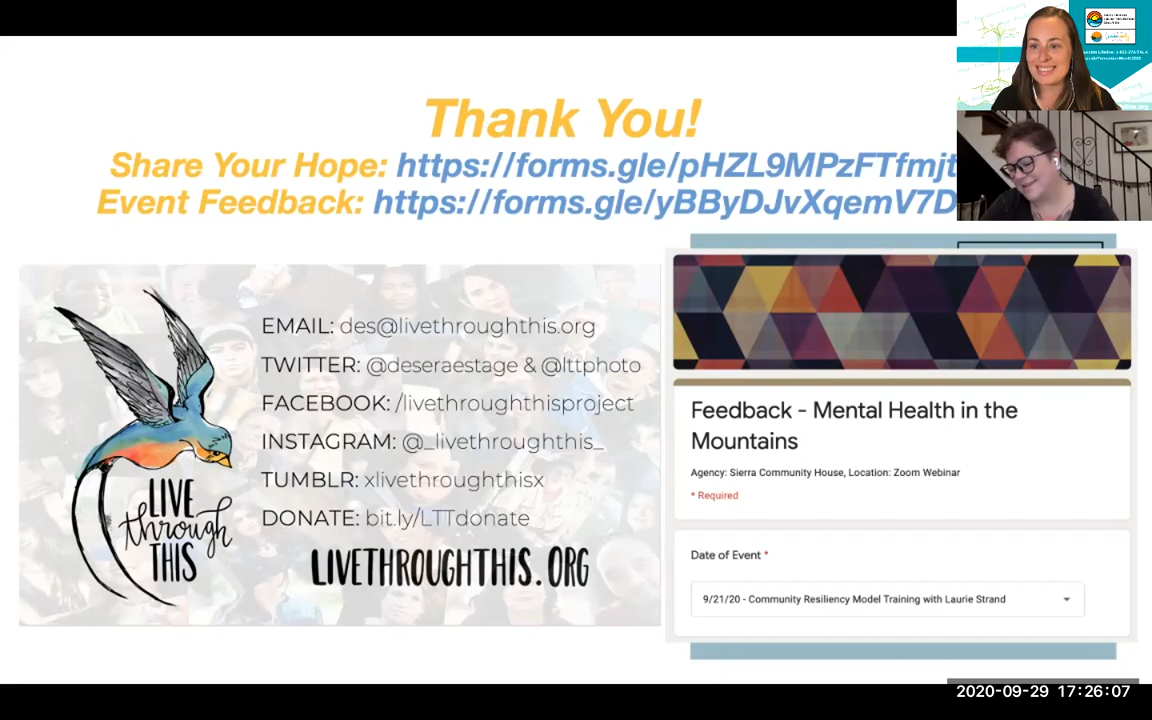 Thank You!
Share Your Hope: https://forms.gle/pHZL9MPzFTfmjt
Event Feedback: https://forms.gle/yBByDJvXqemV7D
EMAIL: des@livethroughthis.org
TWITTER: @deseraestage & @lttphoto
FACEBOOK: /livethroughthisproject
INSTAGRAM: @_livethroughthis_
TUMBLR: xlivethroughthisx
DONATE: bit.ly/LTTdonate
LIVETHROUGHTHIS.ORG
LIVE
through
THIS
Feedback - Mental Health in the
Mountains
Agency: Sierra Community House, Location: Zoom Webinar
* Required
Date of Event *
9/21/20 - Community Resiliency Model Training with Laurie Strand
2020-09-29 17:26:07